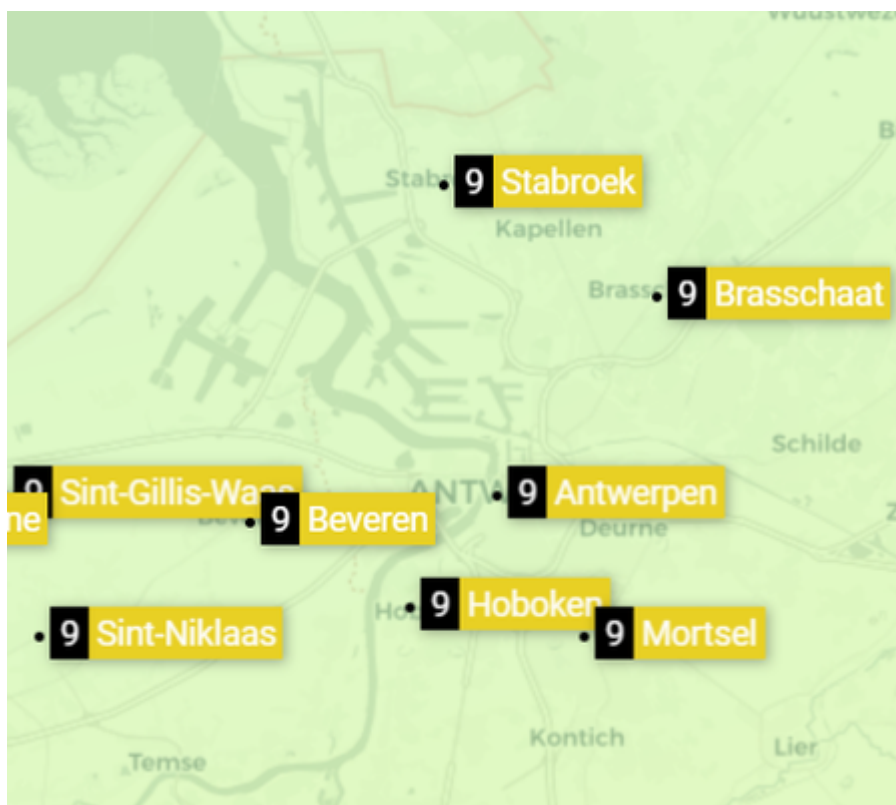 9 Stabroek
Kapellen
9 Brasschaat
Schilde
9 Sint-Gillis-Waas
9 Antwerpen
ne
9 Beveren
Deurne
9 Hoboken
9 Sint-Niklaas
9 Mortsel
Kontich
Lier
Temse